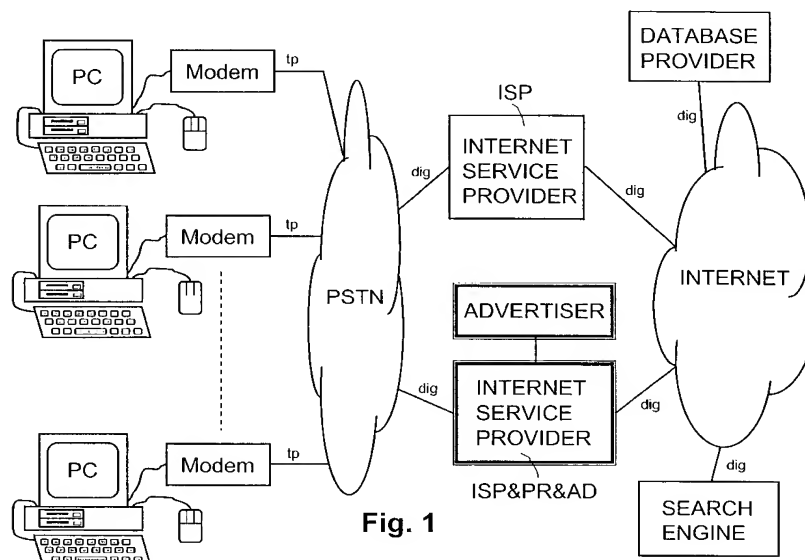 PC
Modem
tp
ISP
DATABASE
PROVIDER
dig
INTERNET
SERVICE
PROVIDER
dig
dig
PC
Modem
tp
PSTN
INTERNET
ADVERTISER
dig
INTERNET
SERVICE
PROVIDER
dig
ISP&PR&AD
PC
Modem
tp
dig
SEARCH
ENGINE
Fig. 1